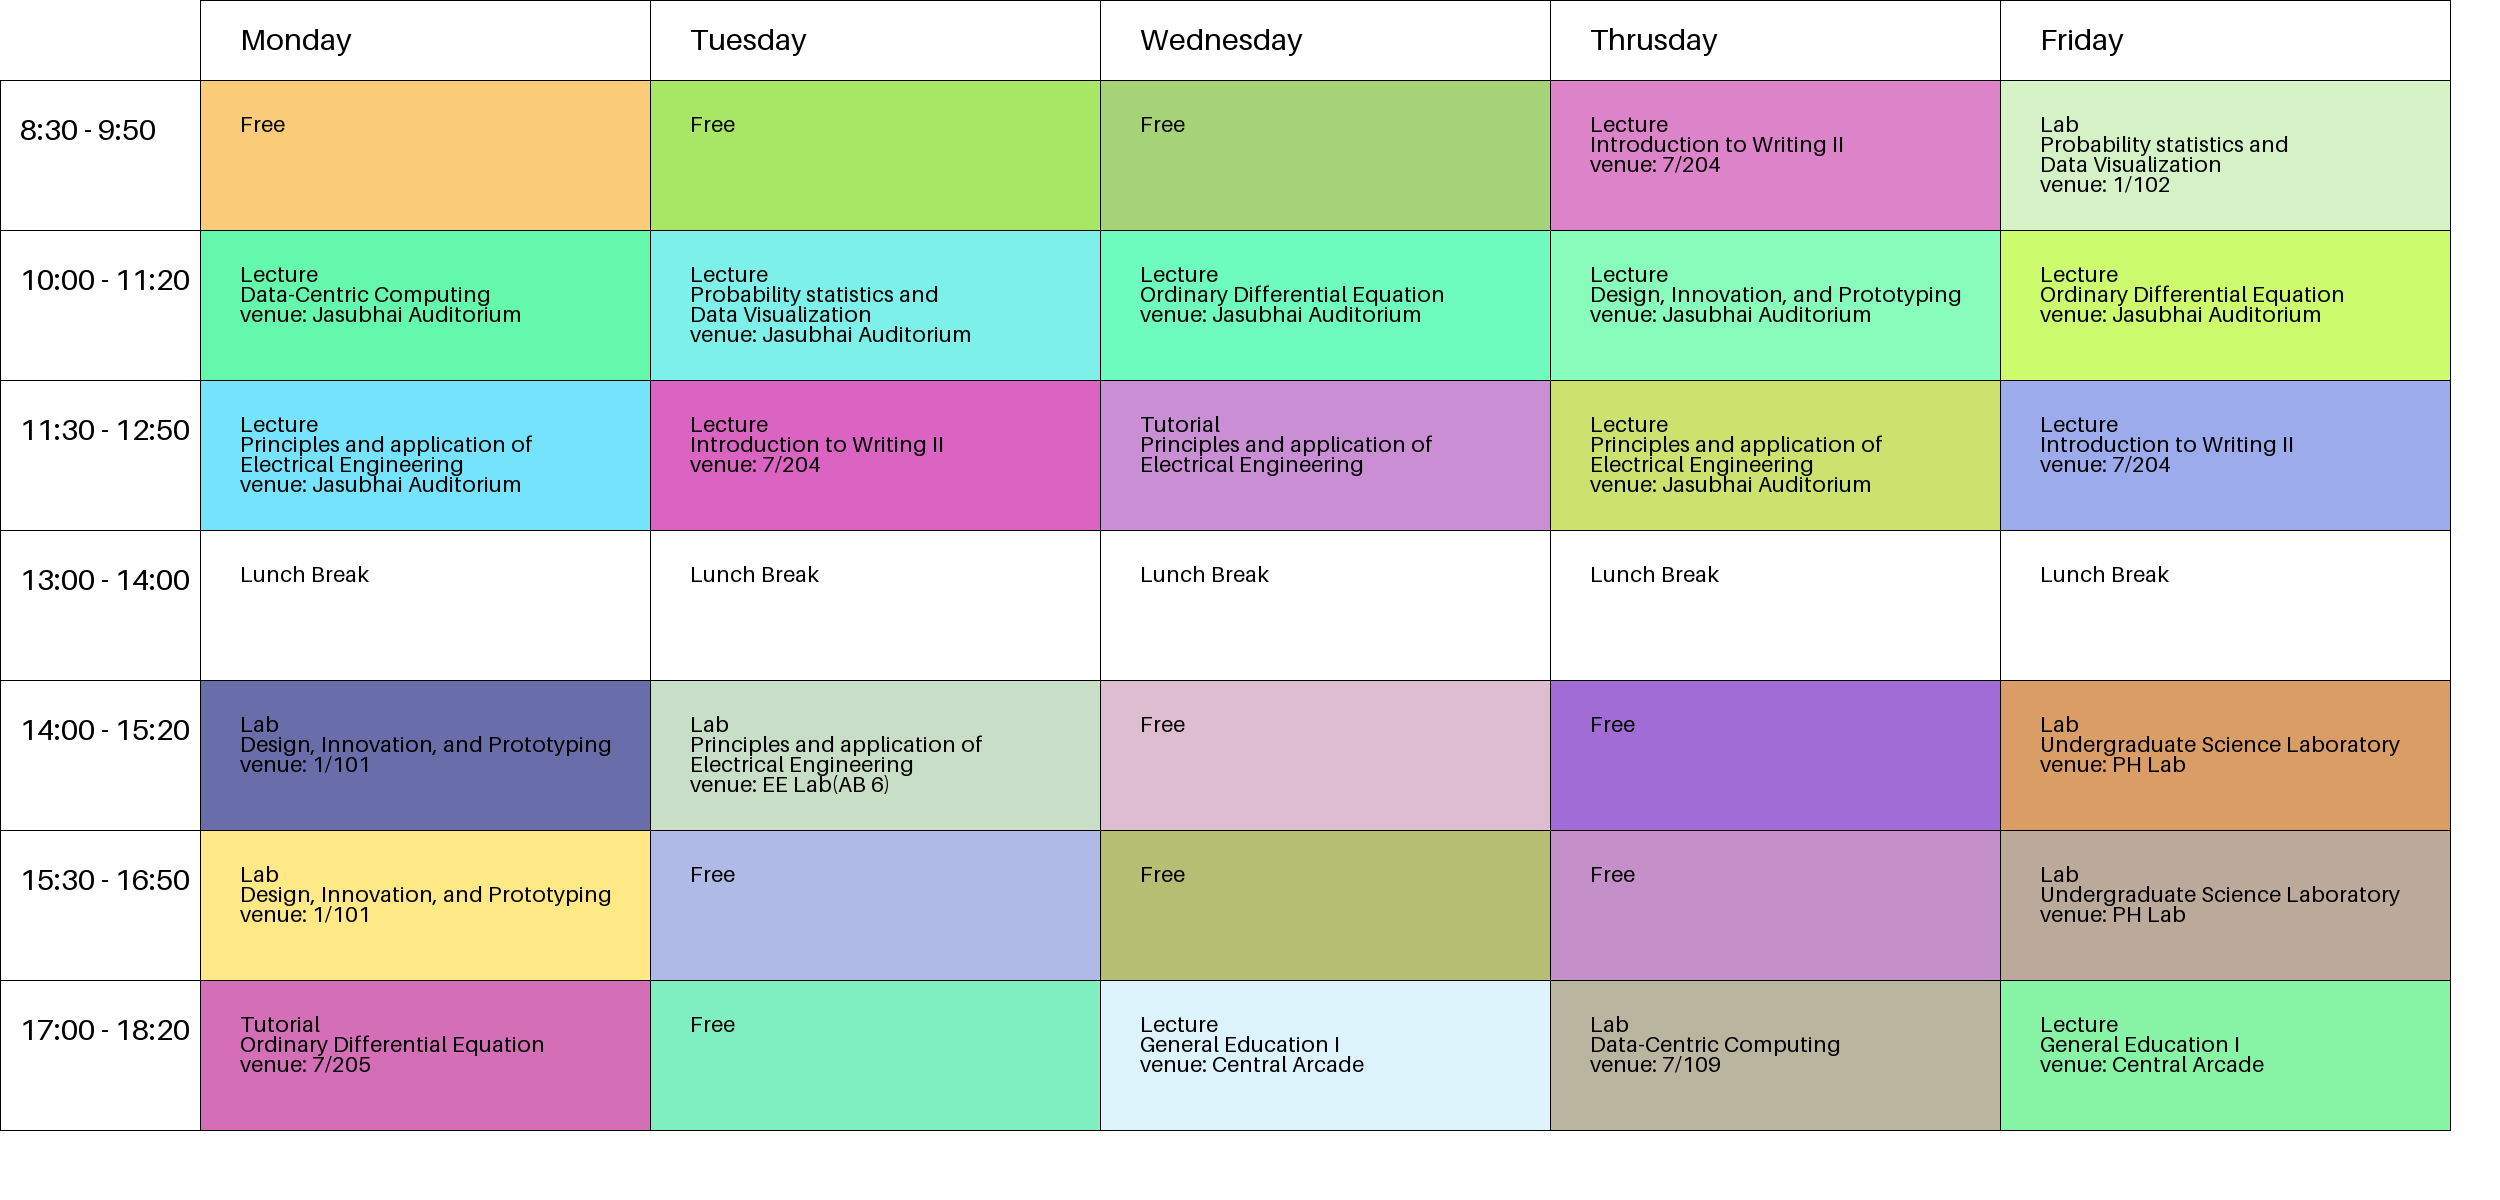 Monday
Tuesday
Wednesday
Thrusday
Friday
8:30 - 9:50
Free
Free
Free
Lecture
Introduction to Writing II
venue: 7/204
Lab
Probability statistics and
Data Visualization
venue: 1/102
10:00 - 11:20
Lecture
Data-Centric Computing
venue: Jasubhai Auditorium
Lecture
Probability statistics and
Data Visualization
venue: Jasubhai Auditorium
Lecture
Ordinary Differential Equation
venue: Jasubhai Auditorium
Lecture
Design, Innovation, and Prototyping
venue: Jasubhai Auditorium
Lecture
Ordinary Differential Equation
venue: Jasubhai Auditorium
11:30 - 12:50
Lecture
Principles and application of
Electrical Engineering
venue: Jasubhai Auditorium
Lecture
Introduction to Writing II
venue: 7/204
Tutorial
Principles and application of
Electrical Engineering
Lecture
Principles and application of
Electrical Engineering
venue: Jasubhai Auditorium
Lecture
Introduction to Writing II
venue: 7/204
13:00 - 14:00
Lunch Break
Lunch Break
Lunch Break
Lunch Break
Lunch Break
14:00 - 15:20
Lab
Design, Innovation, and Prototyping
venue: 1/101
Lab
Principles and application of
Electrical Engineering
venue: EE Lab(AB 6)
Free
Free
Lab
Undergraduate Science Laboratory
venue: PH Lab
15:30 - 16:50
Lab
Design, Innovation, and Prototyping
venue: 1/101
Free
Free
Free
Lab
Undergraduate Science Laboratory
venue: PH Lab
17:00 - 18:20
Tutorial
Ordinary Differential Equation
venue: 7/205
Free
Lecture
General Education I
venue: Central Arcade
Lab
Data-Centric Computing
venue: 7/109
Lecture
General Education I
venue: Central Arcade